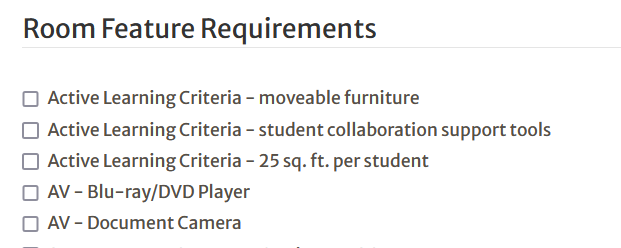 Room Feature Requirements
Active Learning Criteria - moveable furniture
Active Learning Criteria - student collaboration support tools
Active Learning Criteria - 25 sq. ft. per student
AV - Blu-ray/DVD Player
AV - Document Camera